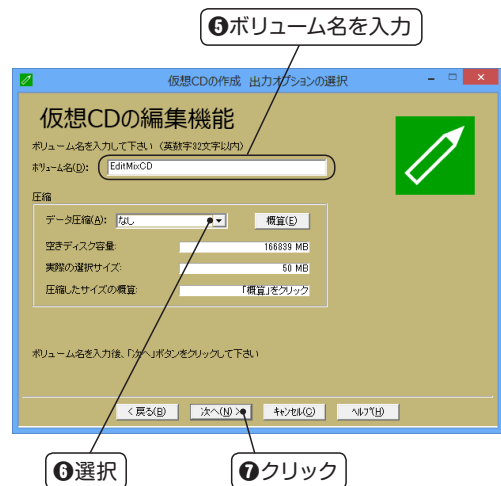 ❺ボリューム名を入力
仮想CDの作成 出力オプションの選択
仮想CDの編集機能
ボリューム名を入力して下さい (英数字32文字以内)
ボリューム名(D): EditMixCD
圧縮
データ圧縮(A): なし 概算(E)
空きディスク容量: 166839 MB
実際の選択サイズ: 50 MB
圧縮したサイズの概算: 「概算」をクリック
ボリューム名を入力後、「次へ」ボタンをクリックして下さい
< 戻る(B) 次へ(N) > キャンセル(C) ヘルプ(H)
❻選択 ❼クリック